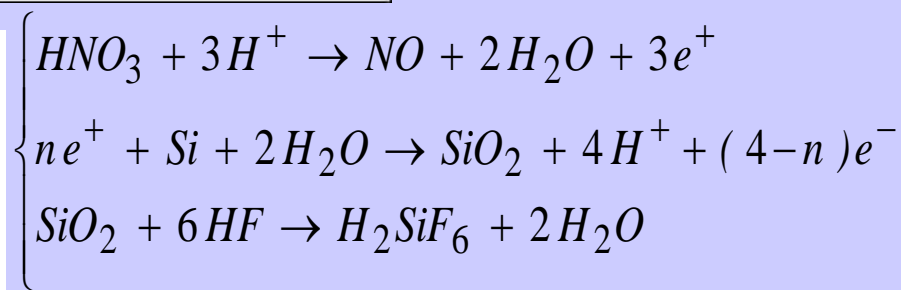 HNO₃ + 3H⁺ → NO + 2H₂O + 3e⁺
ne⁺ + Si + 2H₂O → SiO₂ + 4H⁺ + (4−n)e⁻
SiO₂ + 6HF → H₂SiF₆ + 2H₂O